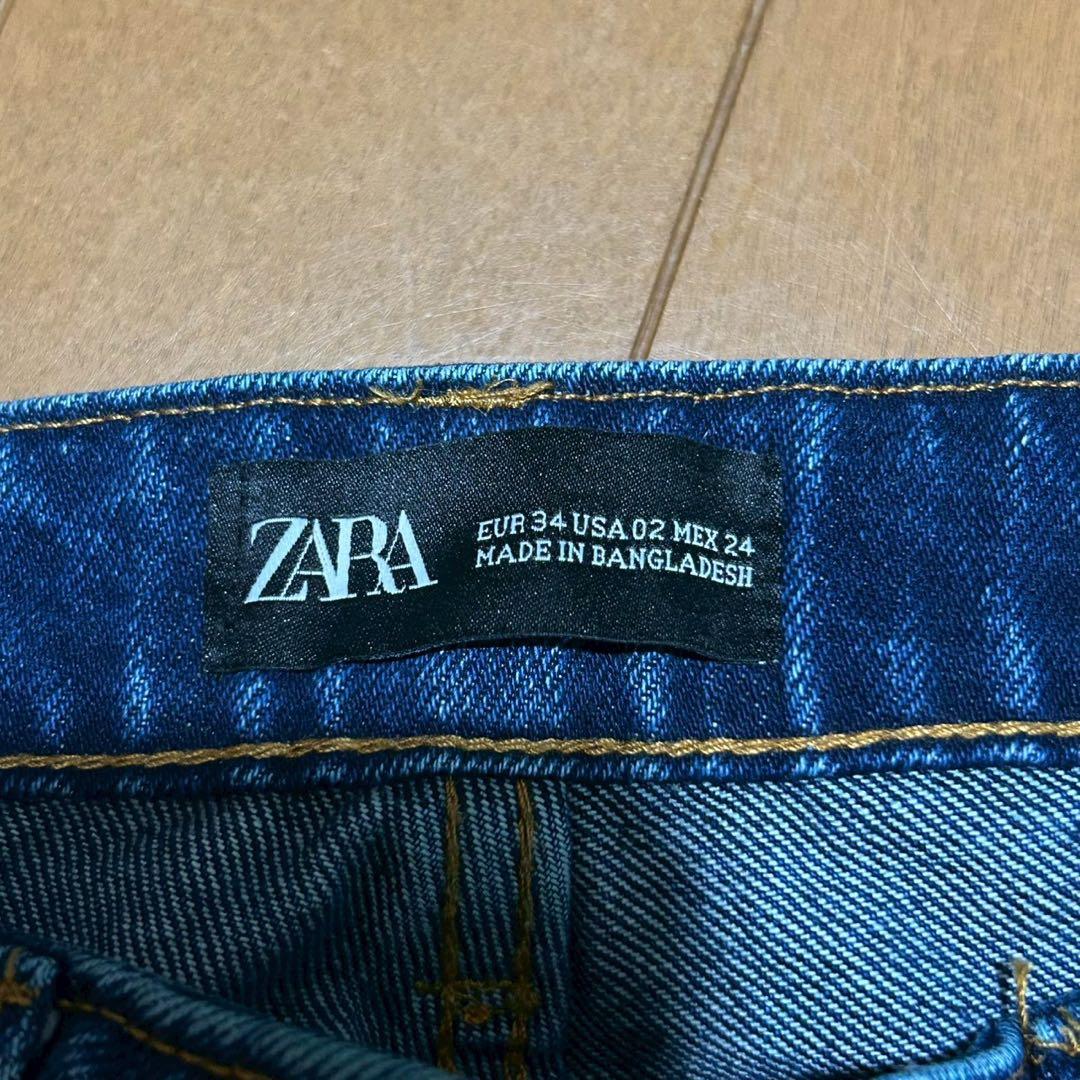 ZARA
EUR 34 USA 02 MEX 24
MADE IN BANGLADESH